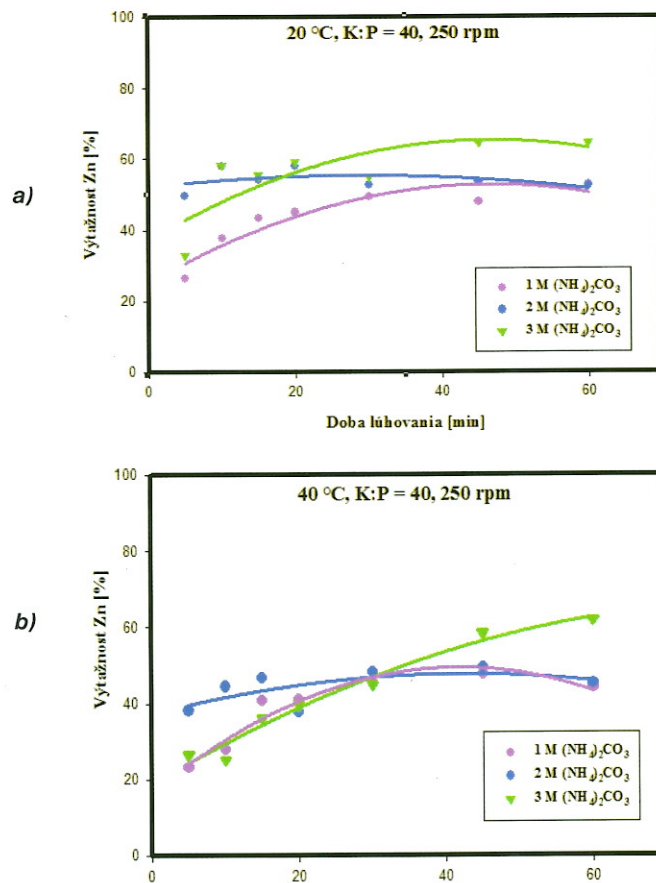 a)
20 °C, K:P = 40, 250 rpm
Výťažnosť Zn [%]
100
80
60
40
20
0
1 M (NH₄)₂CO₃
2 M (NH₄)₂CO₃
3 M (NH₄)₂CO₃
0 20 40 60
Doba lúhovania [min]
b)
40 °C, K:P = 40, 250 rpm
Výťažnosť Zn [%]
100
80
60
40
20
0
1 M (NH₄)₂CO₃
2 M (NH₄)₂CO₃
3 M (NH₄)₂CO₃
0 20 40 60